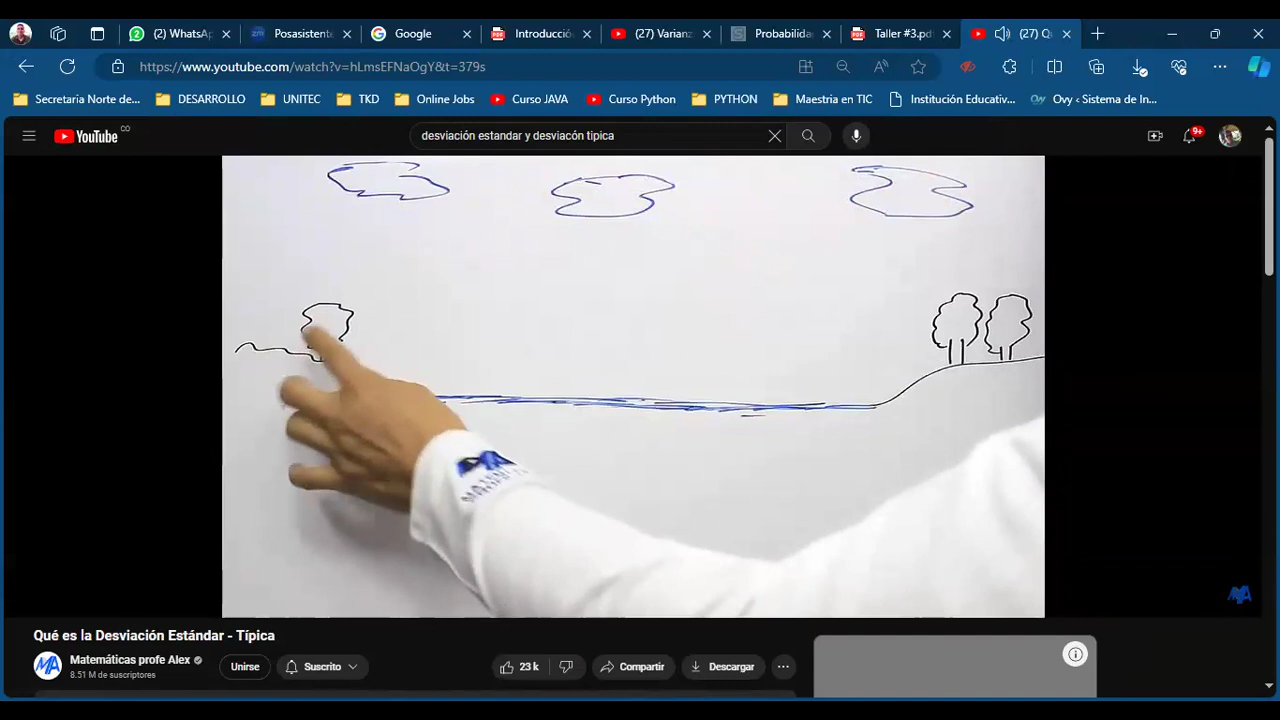 (2) WhatsAp
Posasistente
Google
Introducció
(27) Varianz
Probabilida
Taller #3.pd
(27) Q
https://www.youtube.com/watch?v=hLmsEFNaOgY&t=379s
Secretaria Norte de...
DESARROLLO
UNITEC
TKD
Online Jobs
Curso JAVA
Curso Python
PYTHON
Maestria en TIC
Institución Educativ...
Ovy ‹ Sistema de In...
YouTube CO
desviación estandar y desviacón tipica
9+
Qué es la Desviación Estándar - Típica
Matemáticas profe Alex
8.51 M de suscriptores
Unirse
Suscrito
23 k
Compartir
Descargar